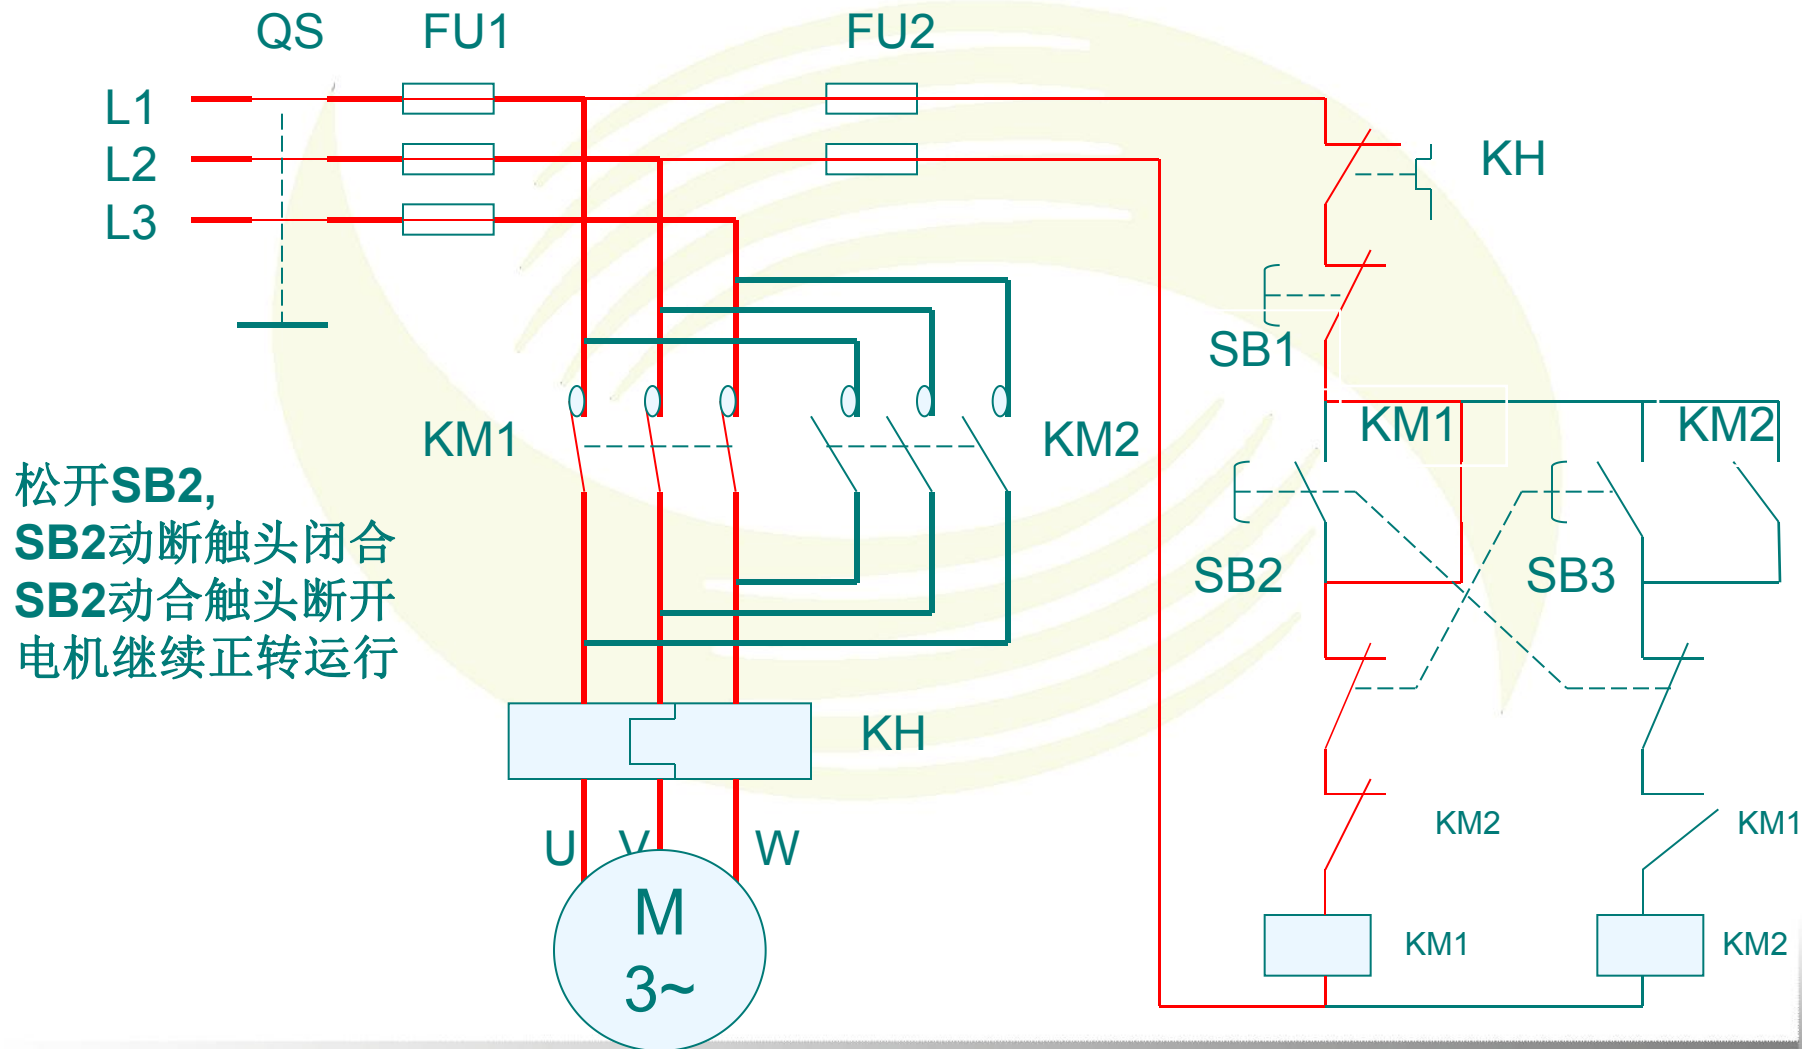 QS
FU1
FU2
L1
L2
L3
KH
SB1
KM1
KM2
KM1
KM2
松开SB2,
SB2动断触头闭合
SB2动合触头断开
电机继续正转运行
SB2
SB3
KH
U
V
W
KM2
KM1
M
3~
KM1
KM2